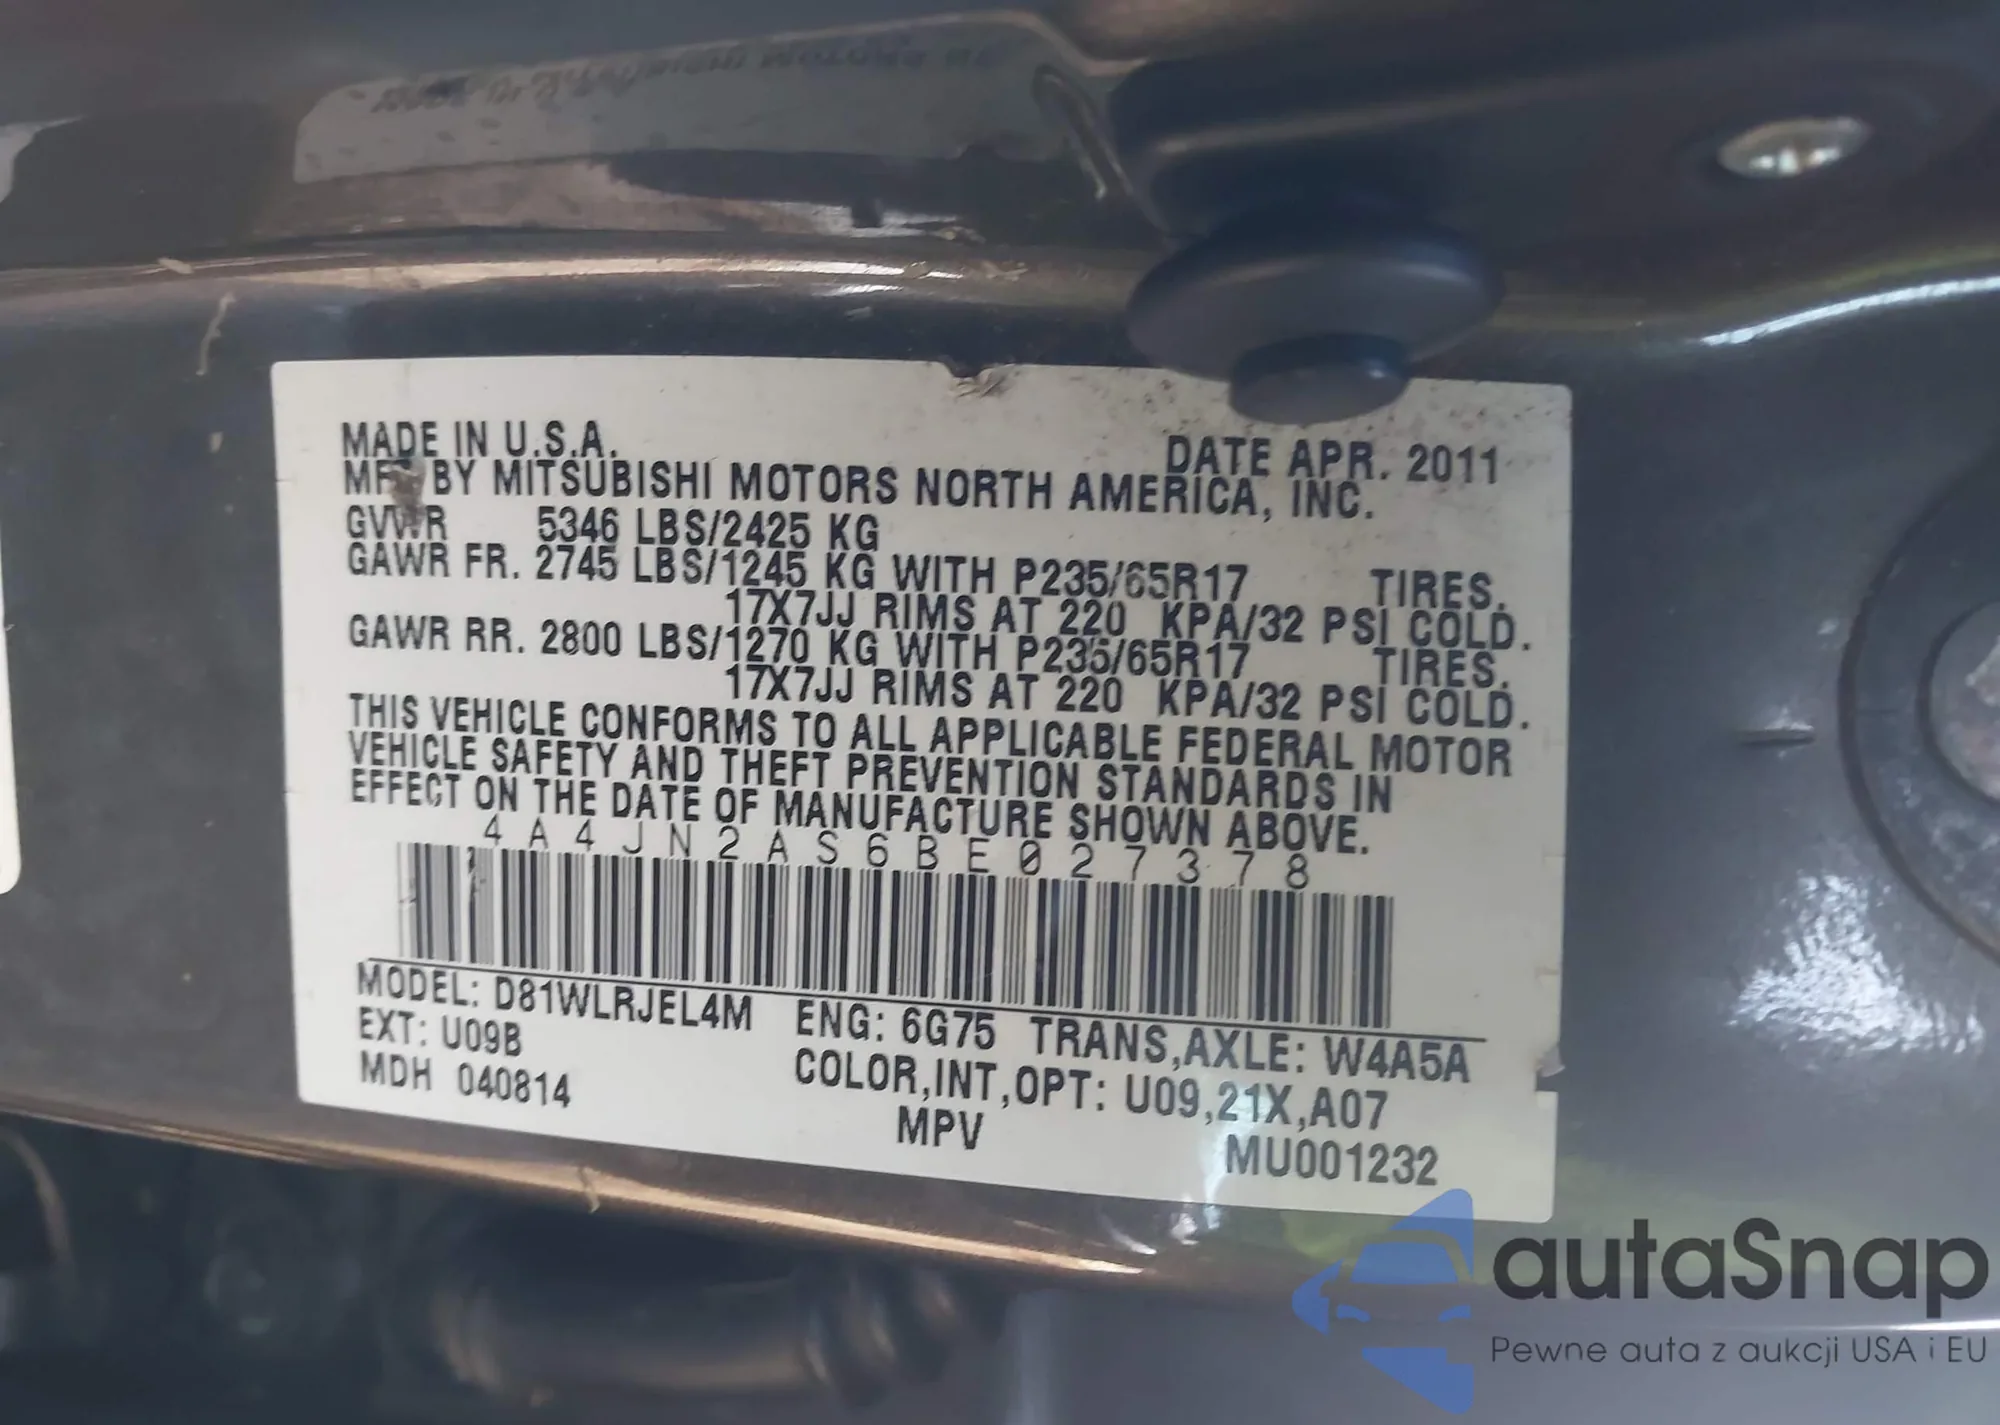 MADE IN U.S.A. DATE APR. 2011
MFD BY MITSUBISHI MOTORS NORTH AMERICA, INC.
GVWR 5346 LBS/2425 KG
GAWR FR. 2745 LBS/1245 KG WITH P235/65R17 TIRES.
17X7JJ RIMS AT 220 KPA/32 PSI COLD.
GAWR RR. 2800 LBS/1270 KG WITH P235/65R17 TIRES.
17X7JJ RIMS AT 220 KPA/32 PSI COLD.
THIS VEHICLE CONFORMS TO ALL APPLICABLE FEDERAL MOTOR
VEHICLE SAFETY AND THEFT PREVENTION STANDARDS IN
EFFECT ON THE DATE OF MANUFACTURE SHOWN ABOVE.
4A4JN2AS6BE027378
MODEL: D81WLRJEL4M ENG: 6G75 TRANS,AXLE: W4A5A
EXT: U09B COLOR,INT,OPT: U09,21X,A07
MDH 040814 MPV MU001232
autaSnap
Pewne auta z aukcji USA i EU